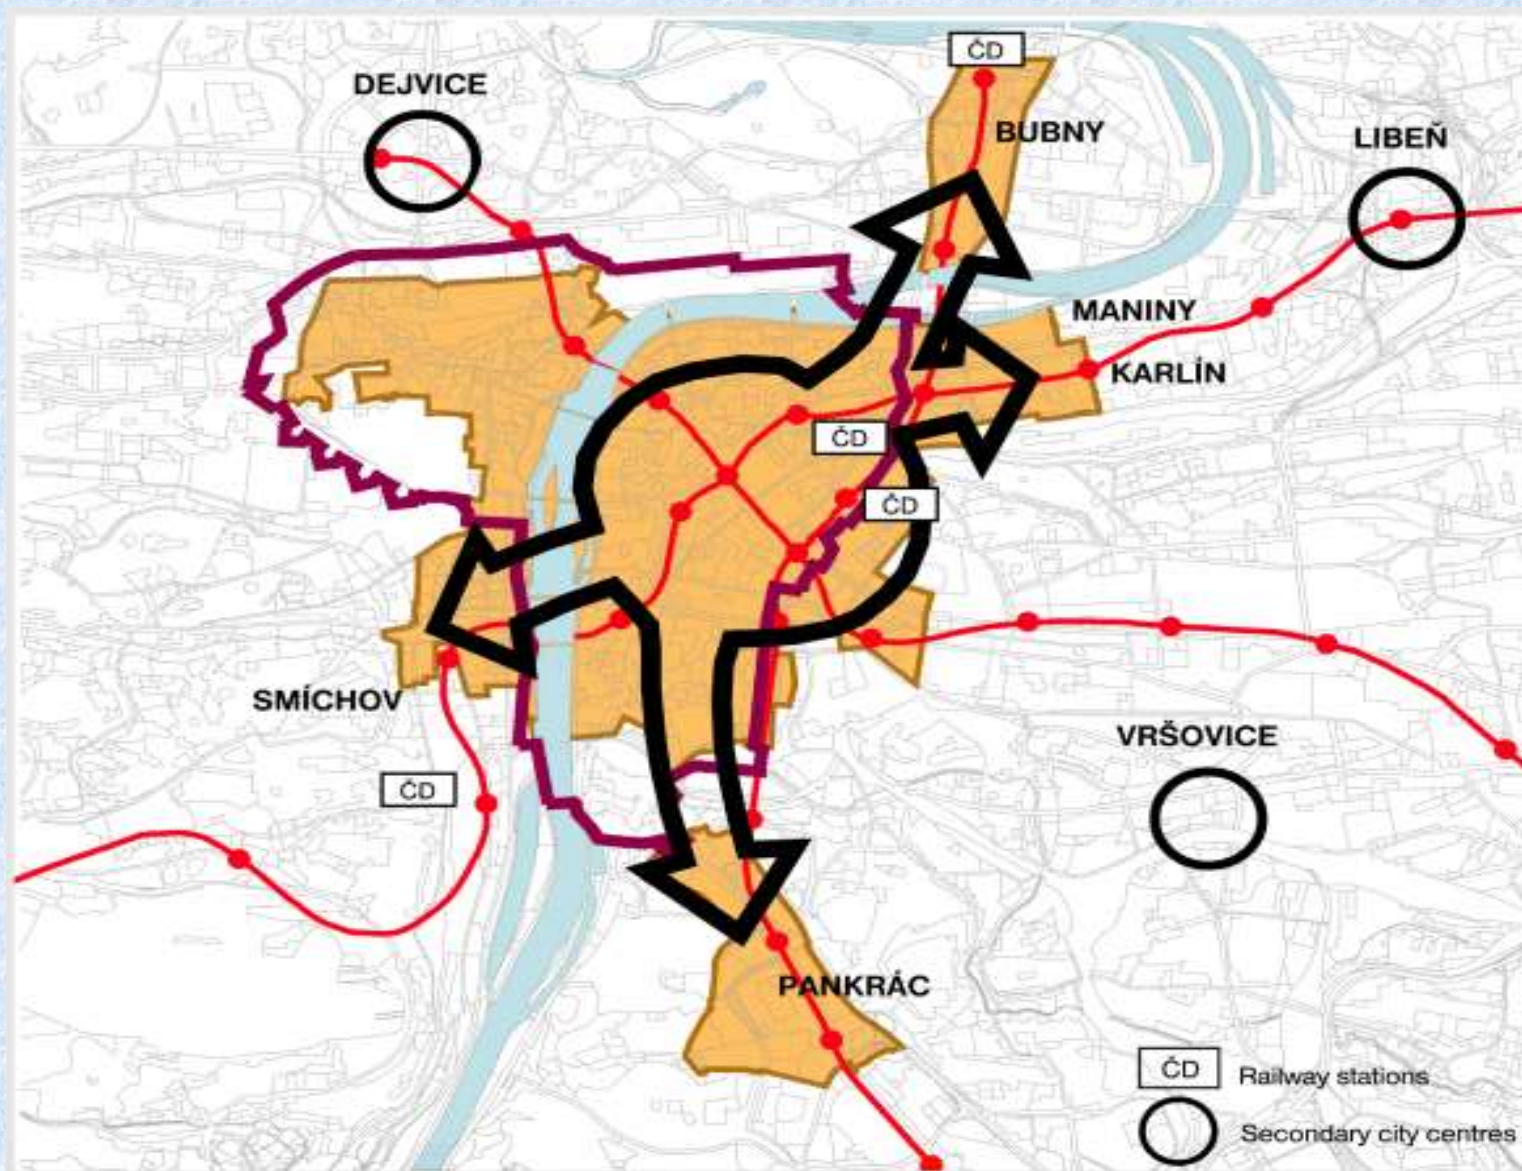 ČD
DEJVICE
BUBNY
LIBEŇ
MANINY
KARLÍN
ČD
ČD
SMÍCHOV
VRŠOVICE
ČD
PANKRÁC
ČD Railway stations
Secondary city centres